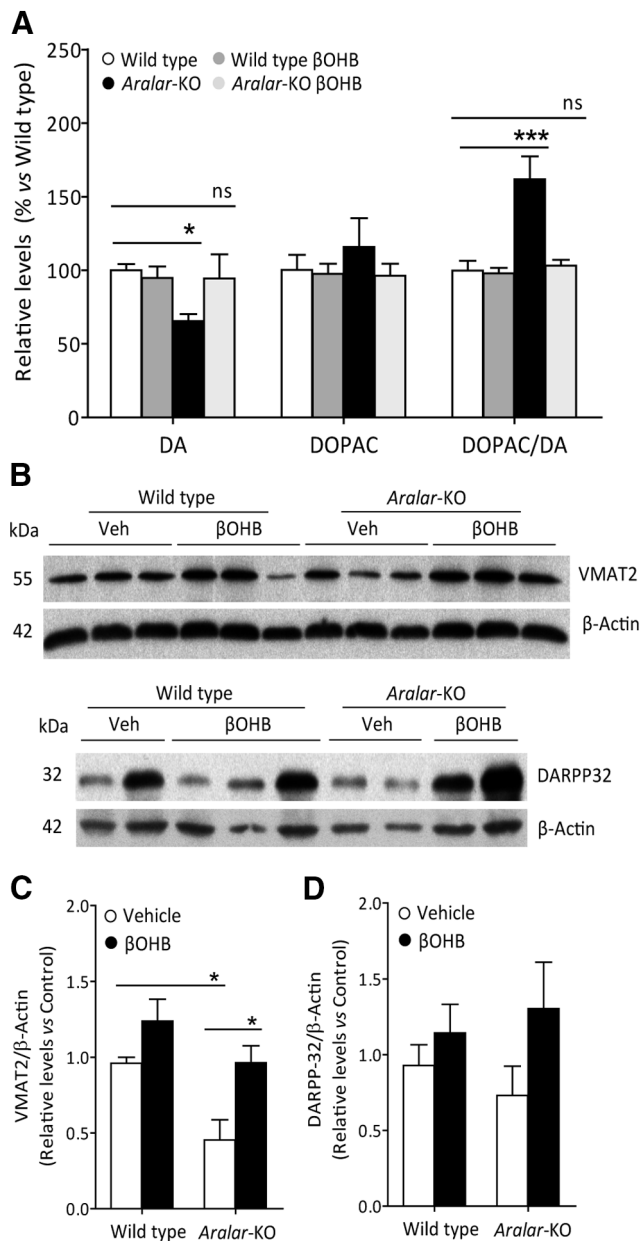 A
Relative levels (% vs Wild type)
250
200
150
100
50
0
Wild type
Wild type βOHB
Aralar-KO
Aralar-KO βOHB
ns
*
ns
***
DA
DOPAC
DOPAC/DA
B
Wild type
Aralar-KO
kDa
Veh
βOHB
Veh
βOHB
55
VMAT2
42
β-Actin
Wild type
Aralar-KO
kDa
Veh
βOHB
Veh
βOHB
32
DARPP32
42
β-Actin
C
VMAT2/β-Actin
(Relative levels vs Control)
2.0
1.5
1.0
0.5
0.0
Vehicle
βOHB
*
*
Wild type
Aralar-KO
D
DARPP-32/β-Actin
(Relative levels vs Control)
2.0
1.5
1.0
0.5
0.0
Vehicle
βOHB
Wild type
Aralar-KO